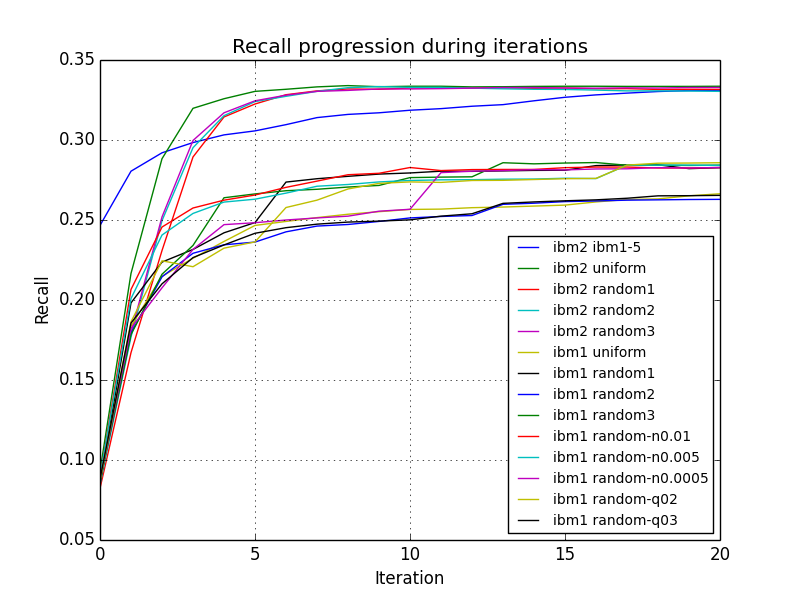 Recall progression during iterations
0.35
0.30
0.25
0.20
0.15
0.10
0.05
Recall
0 5 10 15 20
Iteration
ibm2 ibm1-5
ibm2 uniform
ibm2 random1
ibm2 random2
ibm2 random3
ibm1 uniform
ibm1 random1
ibm1 random2
ibm1 random3
ibm1 random-n0.01
ibm1 random-n0.005
ibm1 random-n0.0005
ibm1 random-q02
ibm1 random-q03